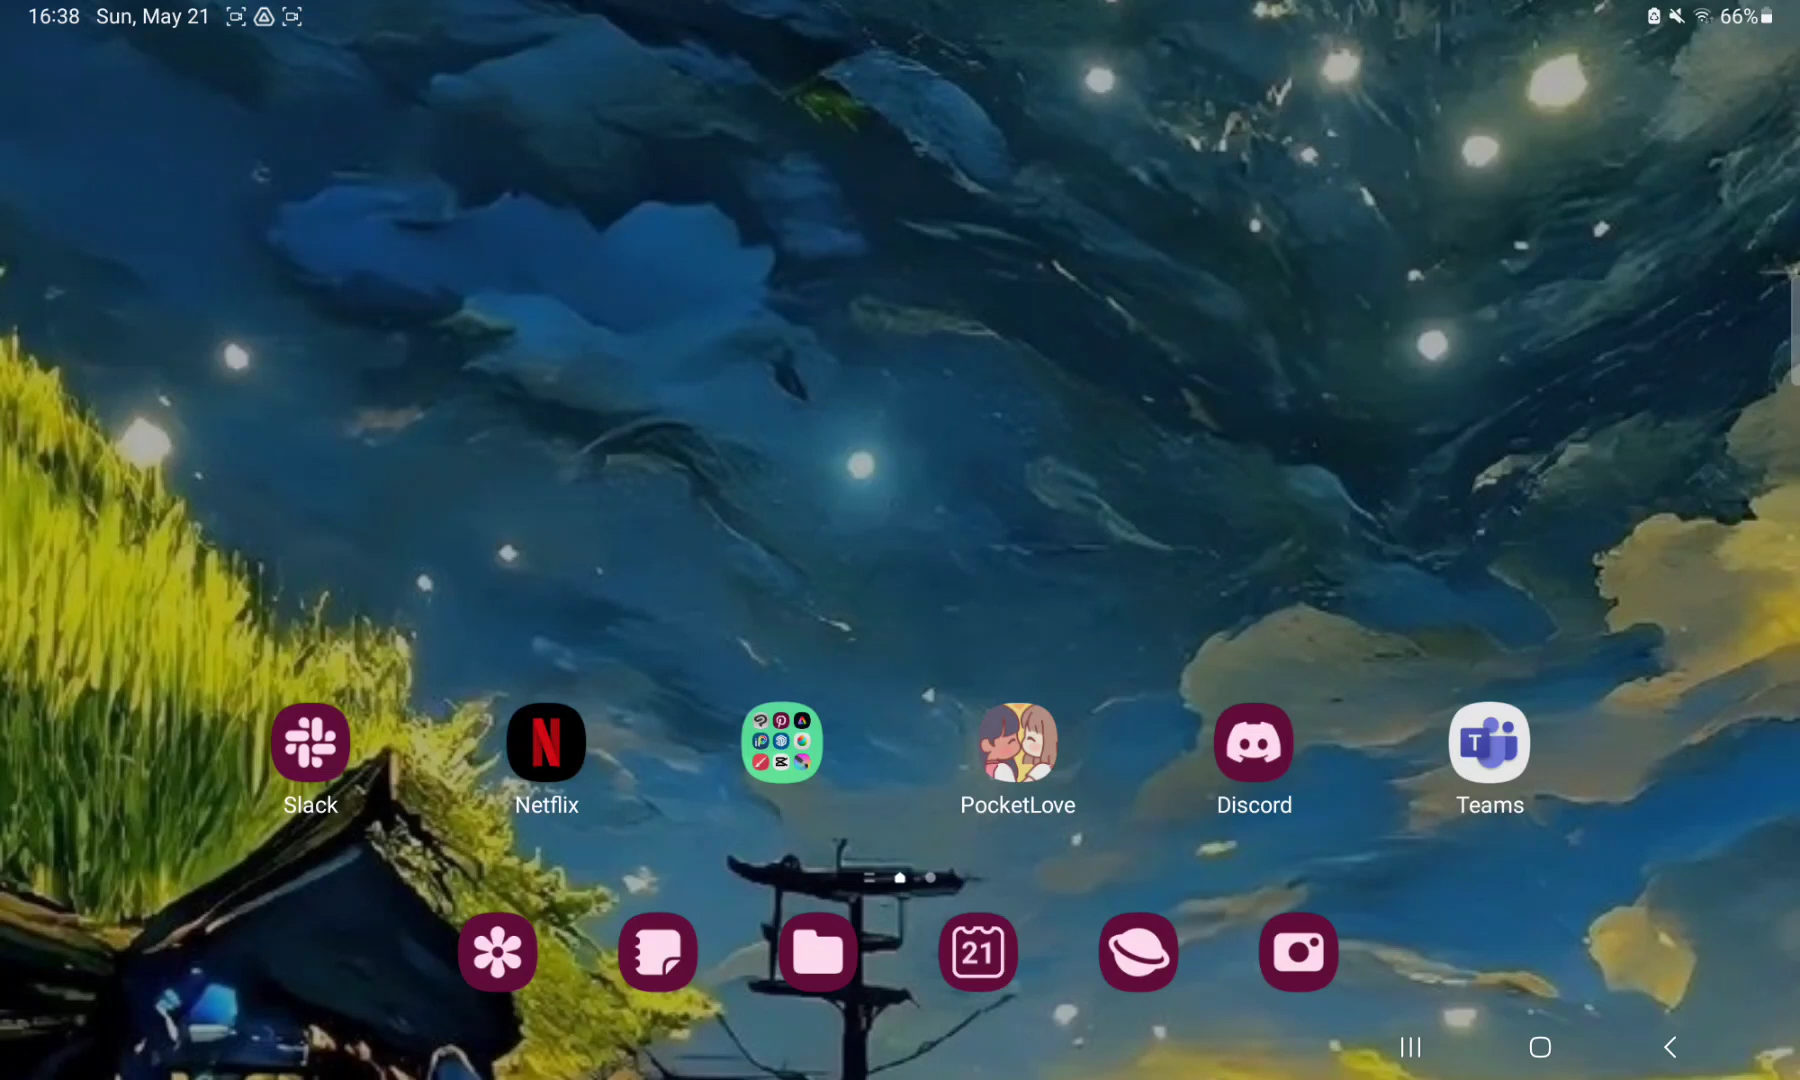 16:38 Sun, May 21
66%
Slack
Netflix
PocketLove
Discord
Teams
21